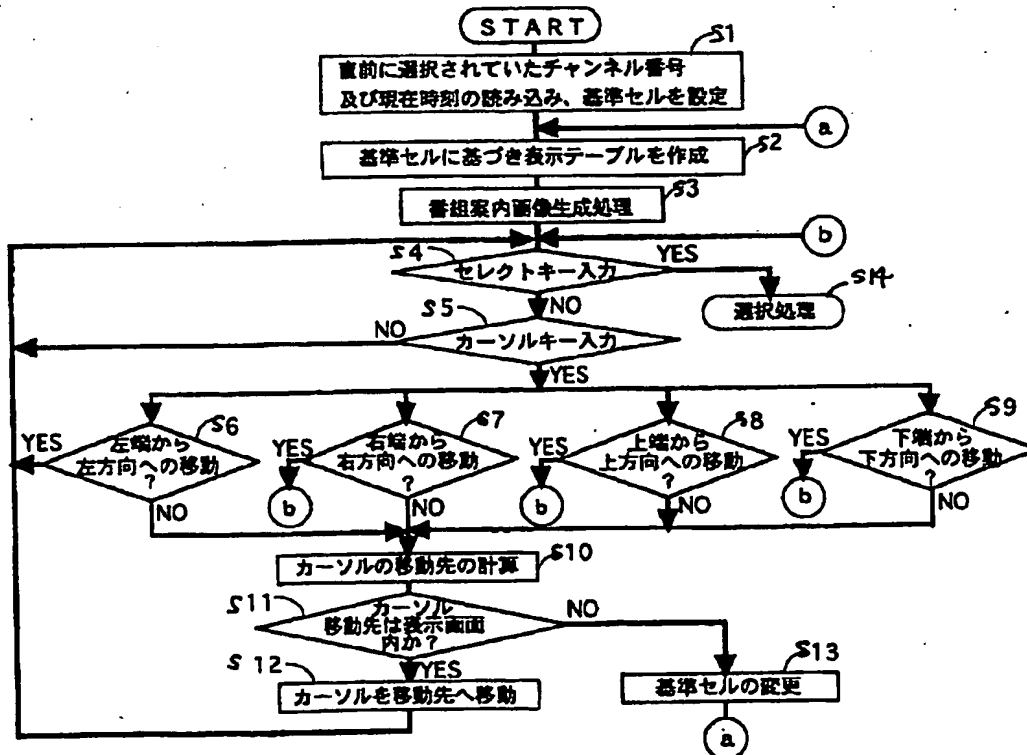 START
S1
直前に選択されていたチャンネル番号
及び現在時刻の読み込み、基準セルを設定
a
S2
基準セルに基づき表示テーブルを作成
S3
番組案内画像生成処理
b
S4
セレクトキー入力
YES
S14
選択処理
NO
S5
カーソルキー入力
NO
YES
S6
左端から
左方向への移動
?
YES
NO
S7
右端から
右方向への移動
?
YES
b
NO
S8
上端から
上方向への移動
?
YES
b
NO
S9
下端から
下方向への移動
?
YES
b
NO
S10
カーソルの移動先の計算
S11
カーソル
移動先は表示画面
内か?
NO
YES
S12
カーソルを移動先へ移動
S13
基準セルの変更
a